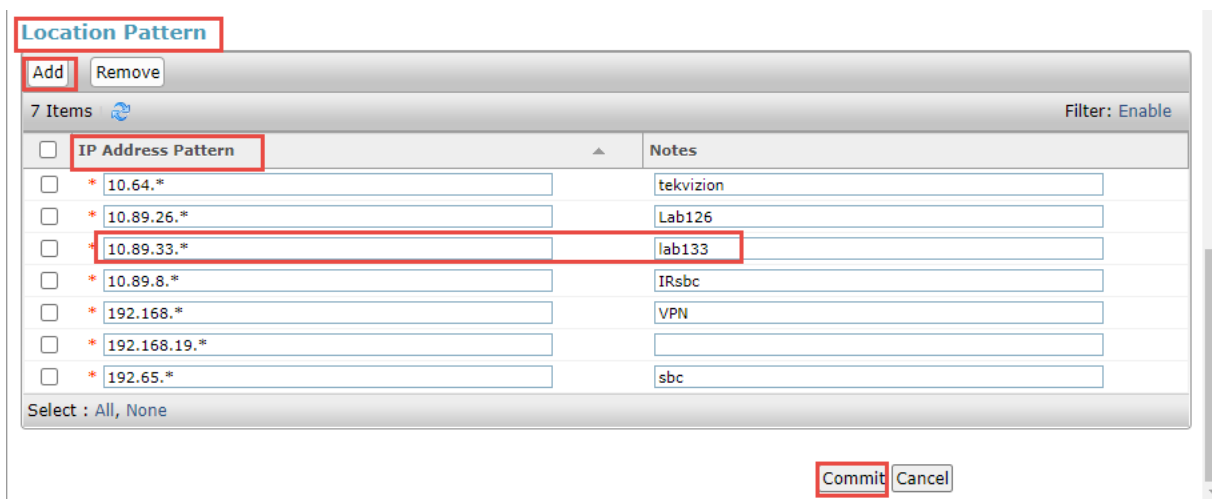 Location Pattern
Add Remove
7 Items Filter: Enable
IP Address Pattern Notes
* 10.64.* tekvizion
* 10.89.26.* Lab126
* 10.89.33.* lab133
* 10.89.8.* IRsbc
* 192.168.* VPN
* 192.168.19.*
* 192.65.* sbc
Select : All, None
Commit Cancel